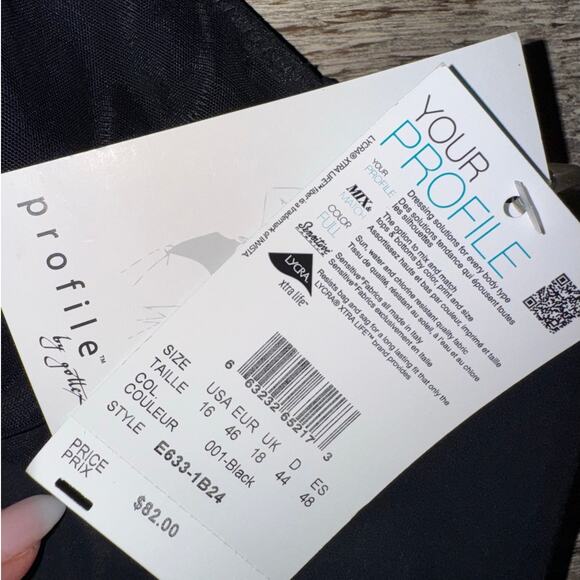 profile™
by gottex
YOUR
PROFILE
Dressing solutions for every body type
Des solutions tendance qui épousent toutes
les silhouettes
YOUR
PROFILE
MIX &
MATCH
The option to mix and match
tops & bottoms by color, print and size
Assortissez haut et bas par couleur, imprimé et taille
COLOR
FULL
Sun, water and chlorine resistant quality fabric
Tissu de qualité, résistant au soleil, à l'eau et au chlore
Sensitive® Fabrics all made in Italy
Sensitive® Fabrics exclusivement en Italie
LYCRA
xtra life™
Resists bag and sag for a long lasting fit that only the
LYCRA® XTRA LIFE™ brand provides
LYCRA® XTRA LIFE™ fiber is a trademark of INVISTA
6 63232 65217 3
SIZE USA EUR UK D ES
TAILLE 16 46 18 44 48
COL.
COULEUR 001-Black
STYLE E633-1B24
PRICE
PRIX $82.00